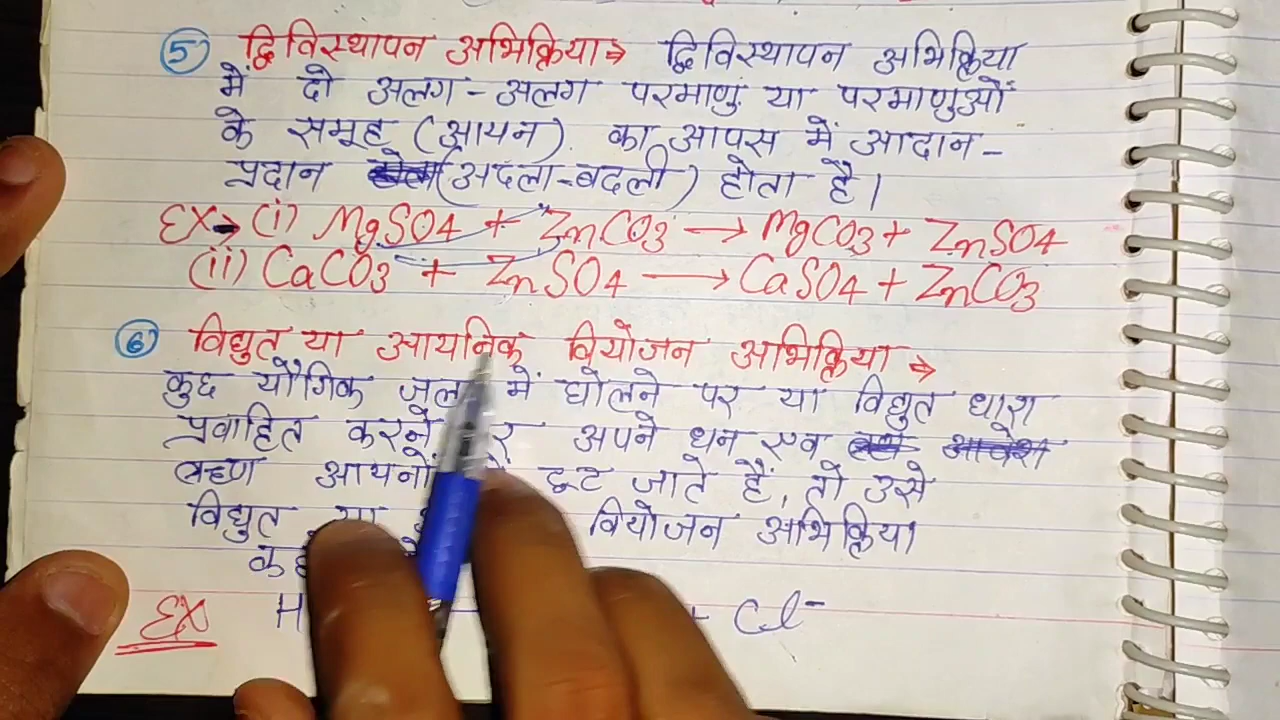 5 द्विविस्थापन अभिक्रिया→ द्विविस्थापन अभिक्रिया
में दो अलग-अलग परमाणु या परमाणुओं
के समूह (आयन) का आपस में आदान-
प्रदान (अदला-बदली) होता है।
EX→(i) MgSO4 + ZnCO3 → MgCO3 + ZnSO4
(ii) CaCO3 + ZnSO4 → CaSO4 + ZnCO3
6 विद्युत या आयनिक वियोजन अभिक्रिया →
कुछ यौगिक जल में घोलने पर या विद्युत धारा
प्रवाहित करने अपने धन एव
ऋण आयनों टूट जाते हैं, तो उसे
विद्युत या वियोजन अभिक्रिया
EX H + Cl-